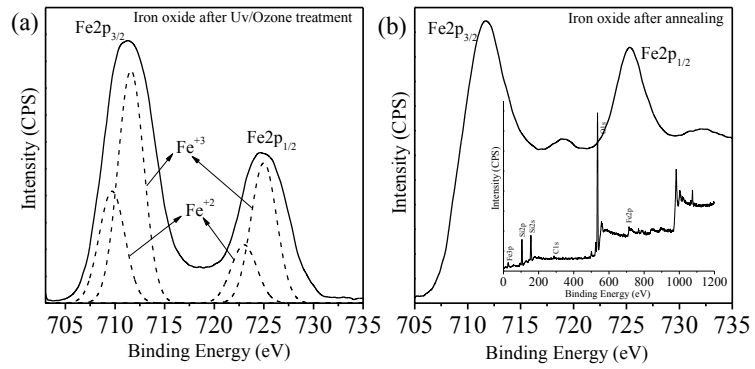 (a)
Iron oxide after Uv/Ozone treatment
Fe2p3/2
Fe+3
Fe2p1/2
Fe+2
Intensity (CPS)
705 710 715 720 725 730 735
Binding Energy (eV)
(b)
Iron oxide after annealing
Fe2p3/2
Fe2p1/2
Intensity (CPS)
Intensity (CPS)
Fe3p
Si2p
Si2s
C1s
O1s
Fe2p
0 200 400 600 800 1000 1200
Binding Energy (eV)
705 710 715 720 725 730 735
Binding Energy (eV)